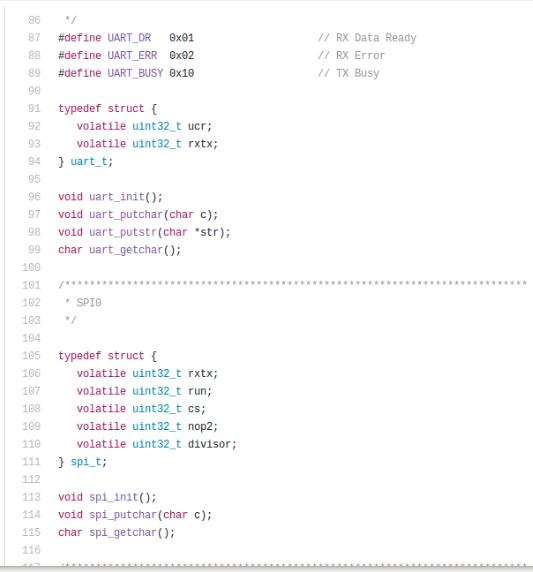 86 */
87 #define UART_DR 0x01 // RX Data Ready
88 #define UART_ERR 0x02 // RX Error
89 #define UART_BUSY 0x10 // TX Busy
90
91 typedef struct {
92 volatile uint32_t ucr;
93 volatile uint32_t rxtx;
94 } uart_t;
95
96 void uart_init();
97 void uart_putchar(char c);
98 void uart_putstr(char *str);
99 char uart_getchar();
100
101 /***************************************************************************
102 * SPI0
103 */
104
105 typedef struct {
106 volatile uint32_t rxtx;
107 volatile uint32_t run;
108 volatile uint32_t cs;
109 volatile uint32_t nop2;
110 volatile uint32_t divisor;
111 } spi_t;
112
113 void spi_init();
114 void spi_putchar(char c);
115 char spi_getchar();
116
117 /***************************************************************************